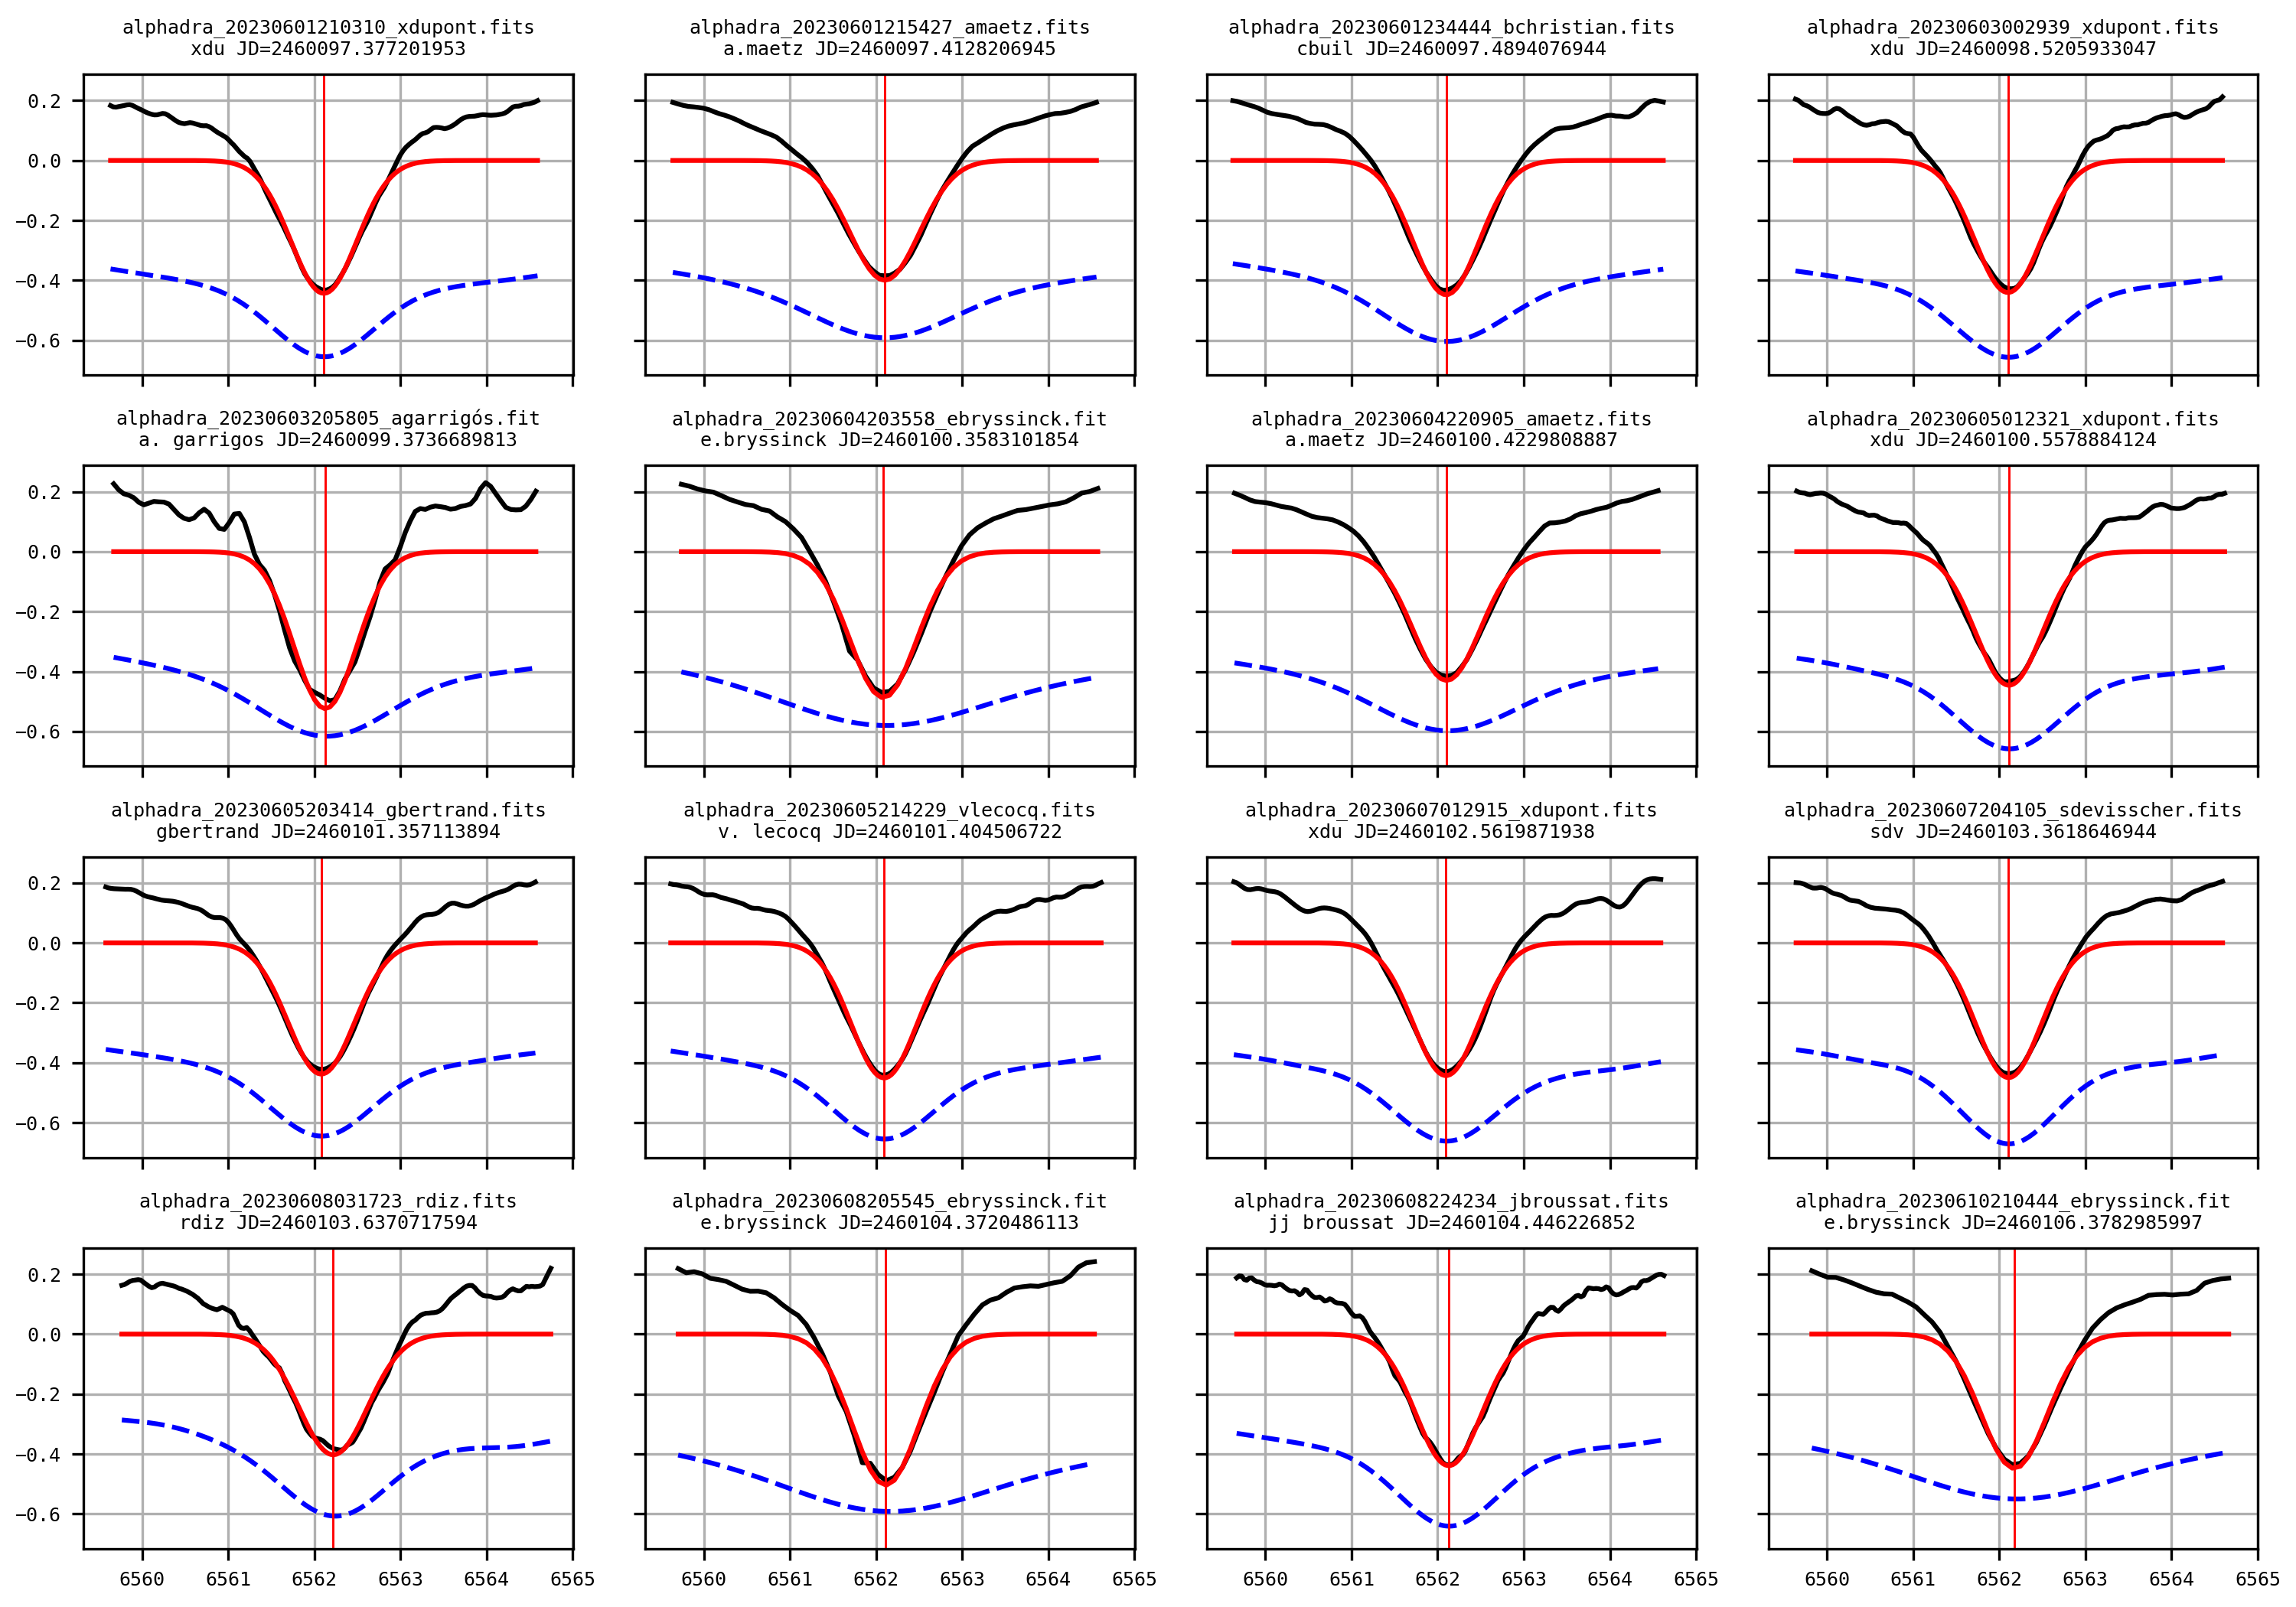 alphadra_20230601210310_xdupont.fits
xdu JD=2460097.377201953
alphadra_20230601215427_amaetz.fits
a.maetz JD=2460097.4128206945
alphadra_20230601234444_bchristian.fits
cbuil JD=2460097.4894076944
alphadra_20230603002939_xdupont.fits
xdu JD=2460098.5205933047
0.2
0.0
−0.2
−0.4
−0.6
alphadra_20230603205805_agarrigós.fit
a. garrigos JD=2460099.3736689813
alphadra_20230604203558_ebryssinck.fit
e.bryssinck JD=2460100.3583101854
alphadra_20230604220905_amaetz.fits
a.maetz JD=2460100.4229808887
alphadra_20230605012321_xdupont.fits
xdu JD=2460100.5578884124
0.2
0.0
−0.2
−0.4
−0.6
alphadra_20230605203414_gbertrand.fits
gbertrand JD=2460101.357113894
alphadra_20230605214229_vlecocq.fits
v. lecocq JD=2460101.404506722
alphadra_20230607012915_xdupont.fits
xdu JD=2460102.5619871938
alphadra_20230607204105_sdevisscher.fits
sdv JD=2460103.3618646944
0.2
0.0
−0.2
−0.4
−0.6
alphadra_20230608031723_rdiz.fits
rdiz JD=2460103.6370717594
alphadra_20230608205545_ebryssinck.fit
e.bryssinck JD=2460104.3720486113
alphadra_20230608224234_jbroussat.fits
jj broussat JD=2460104.446226852
alphadra_20230610210444_ebryssinck.fit
e.bryssinck JD=2460106.3782985997
0.2
0.0
−0.2
−0.4
−0.6
6560 6561 6562 6563 6564 6565
6560 6561 6562 6563 6564 6565
6560 6561 6562 6563 6564 6565
6560 6561 6562 6563 6564 6565